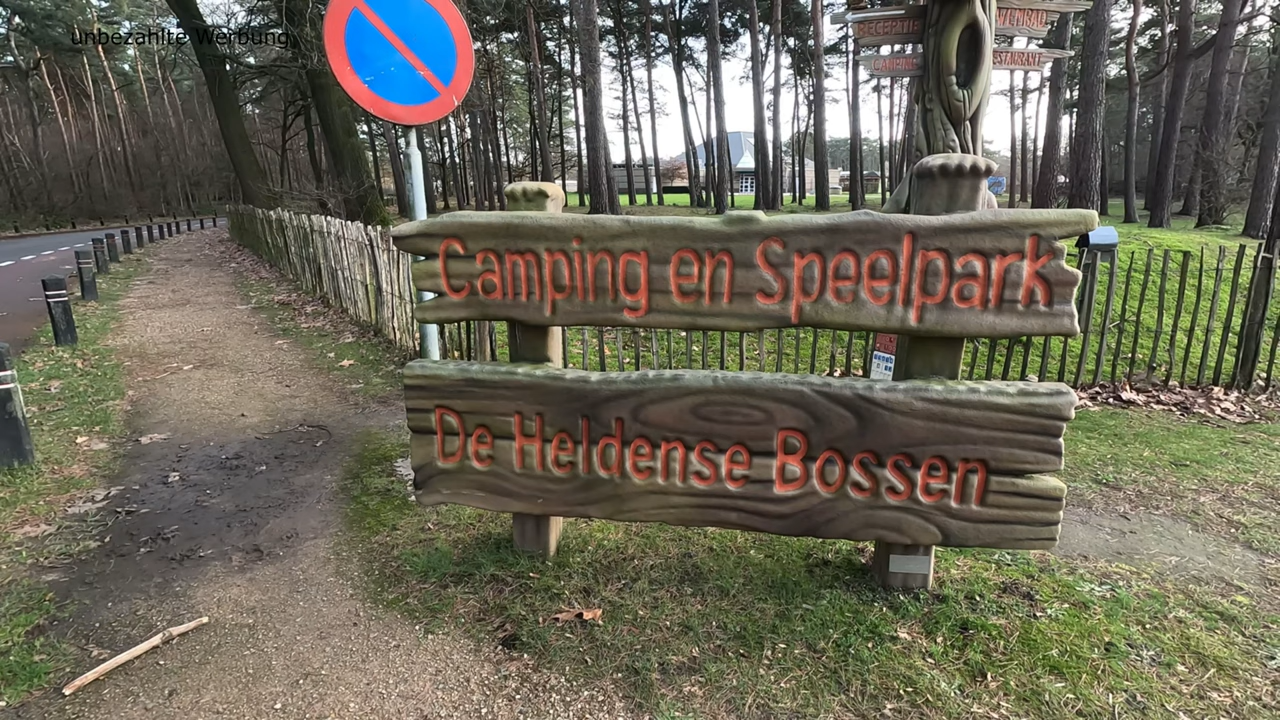 unbezahlte Werbung,
RECEPTIE
CAMPING
Camping en Speelpark
De Heldense Bossen